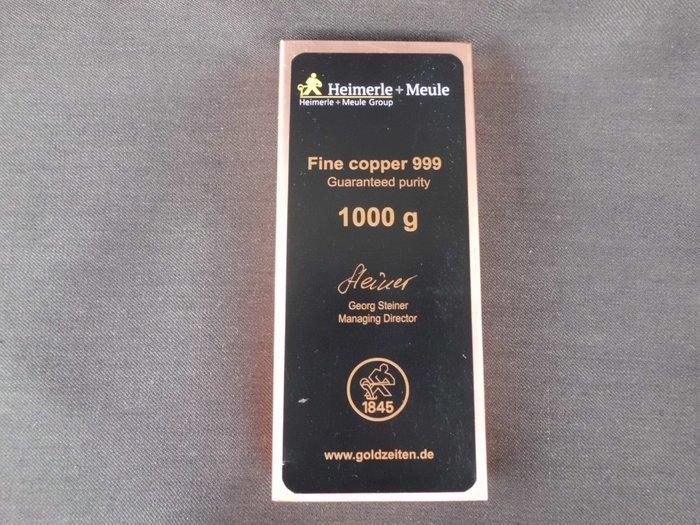 Heimerle + Meule
Heimerle + Meule Group
Fine copper 999
Guaranteed purity
1000 g
Steiner
Georg Steiner
Managing Director
1845
www.goldzeiten.de